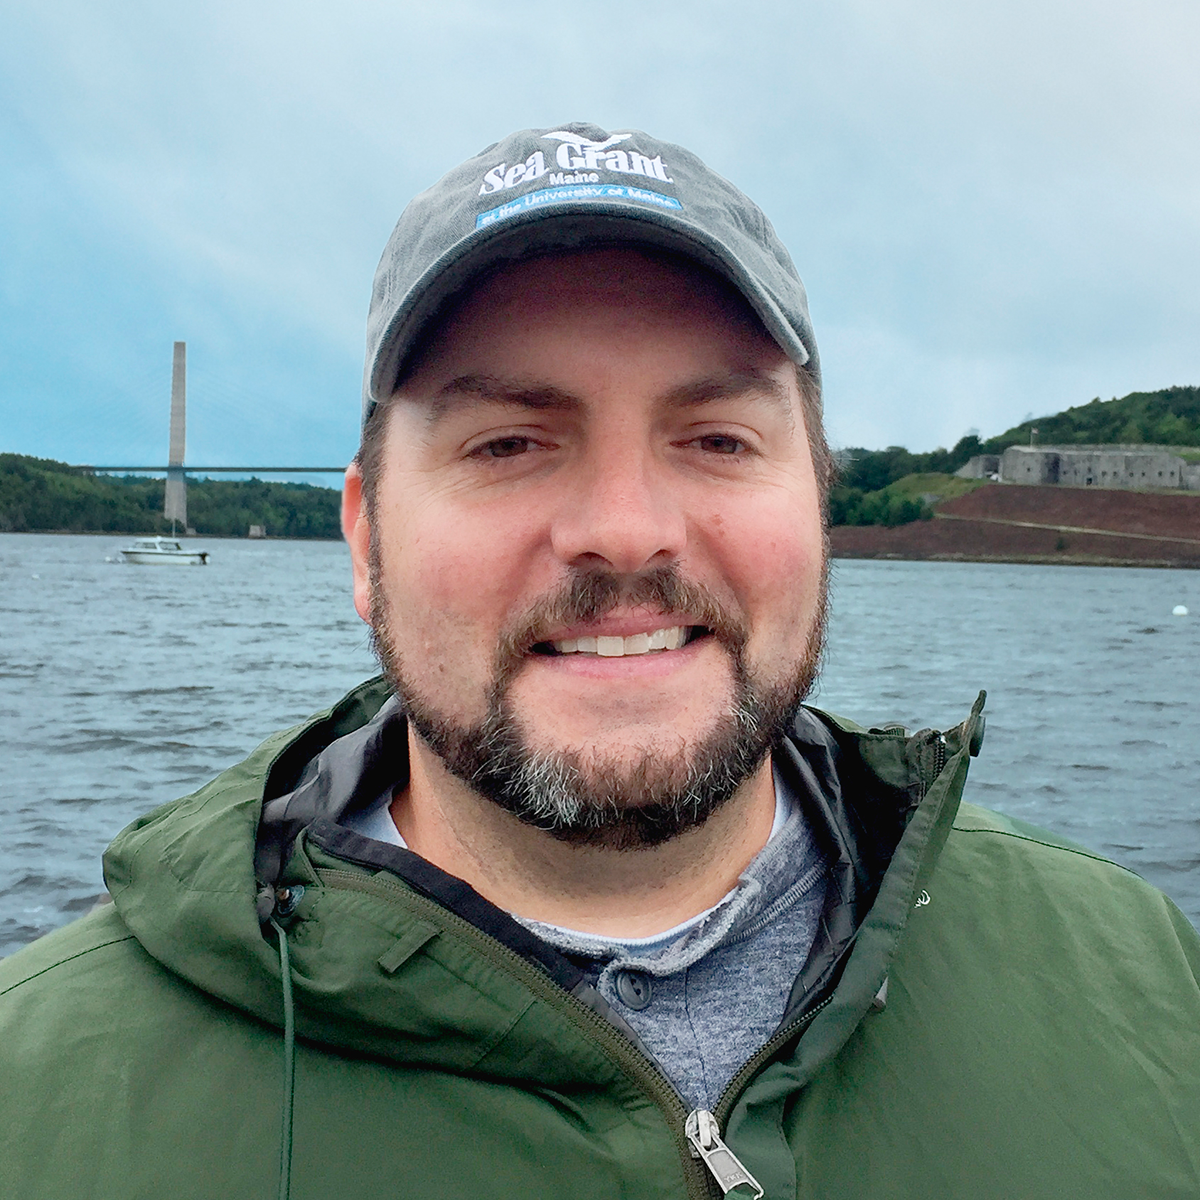 Sea Grant
Maine
at the University of Maine